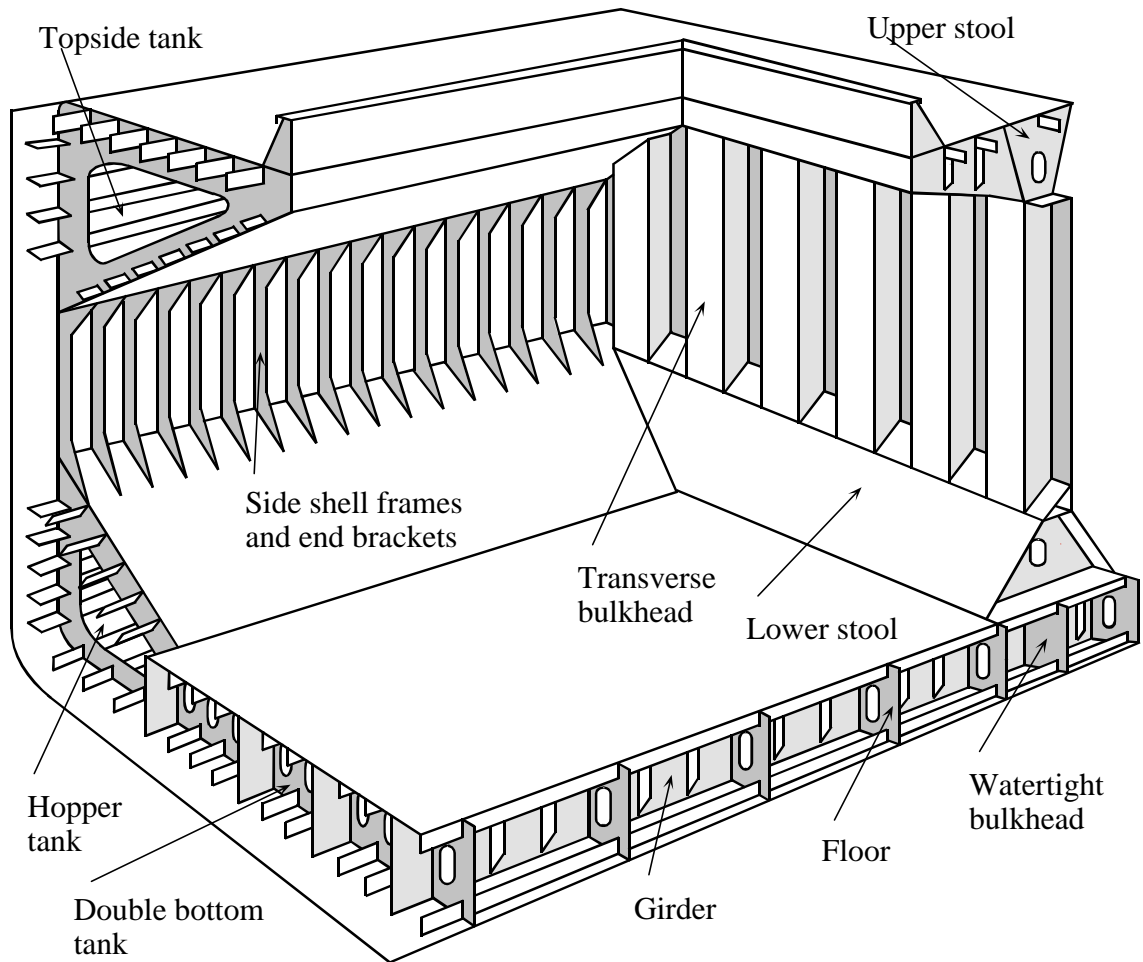 Topside tank
Upper stool
Side shell frames
and end brackets
Transverse
bulkhead
Lower stool
Hopper
tank
Watertight
bulkhead
Floor
Double bottom
tank
Girder